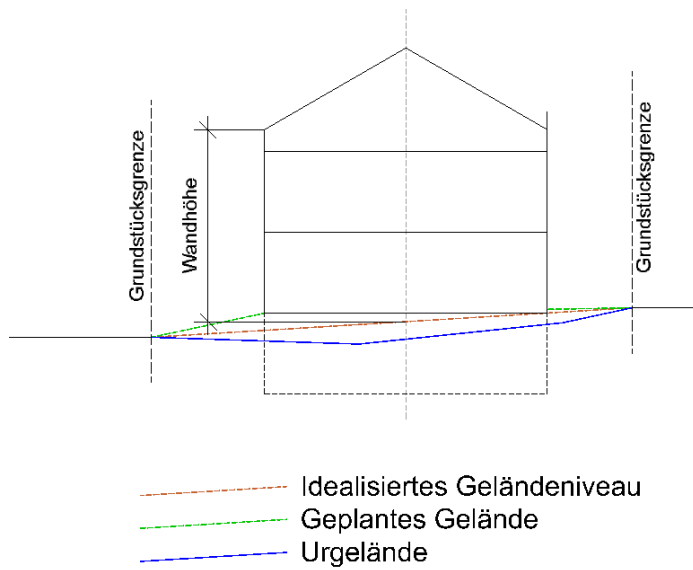 Grundstücksgrenze
Wandhöhe
Grundstücksgrenze
Idealisiertes Geländeniveau
Geplantes Gelände
Urgelände